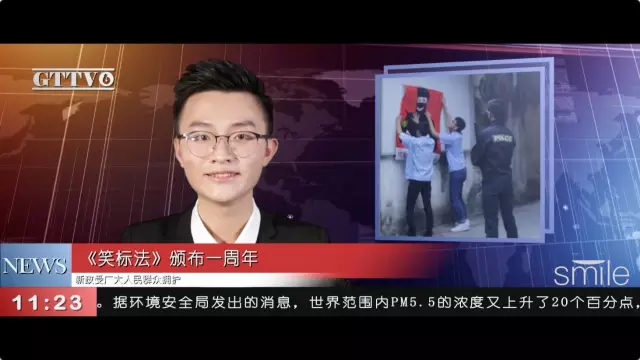 GTTV6
POLICE
《笑标法》颁布一周年
NEWS
新政受广大人民群众拥护
smile
11:23
。据环境安全局发出的消息，世界范围内PM5.5的浓度又上升了20个百分点，